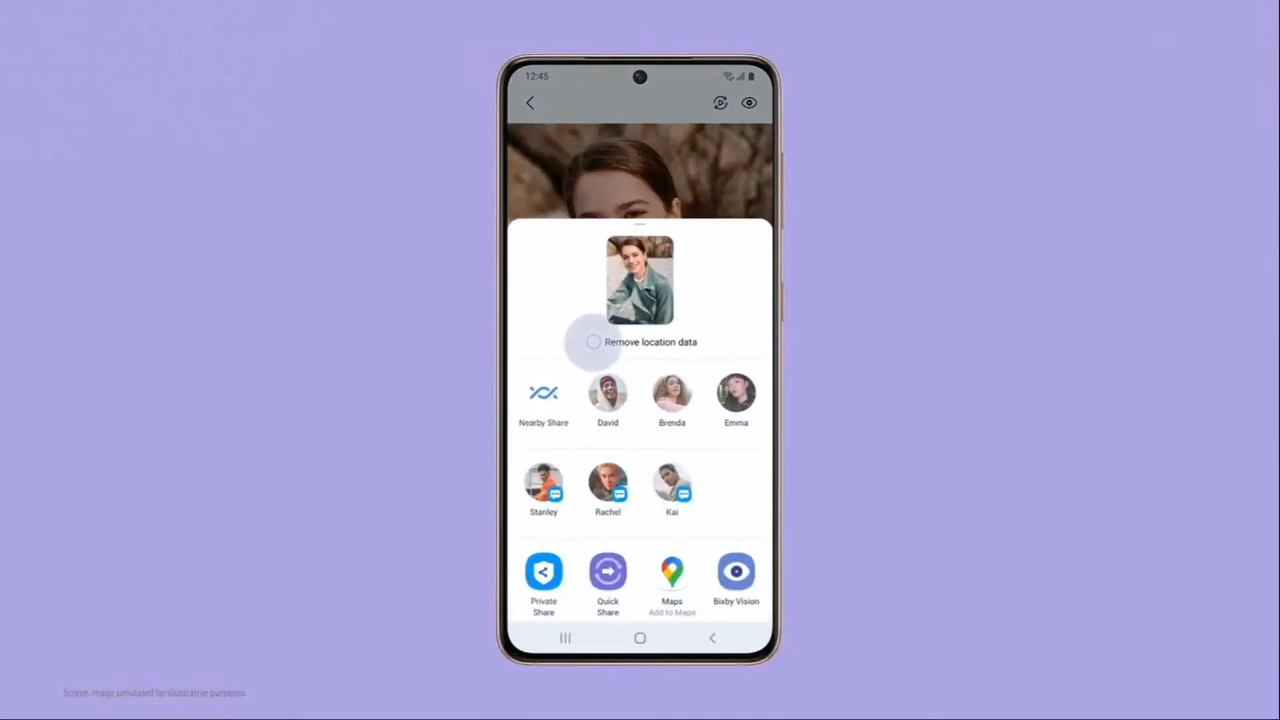 12:45
Remove location data
Nearby Share
David
Brenda
Emma
Stanley
Rachel
Kai
Private
Share
Quick
Share
Maps
Add to Maps
Bixby Vision
Screen image simulated for illustrative purposes.